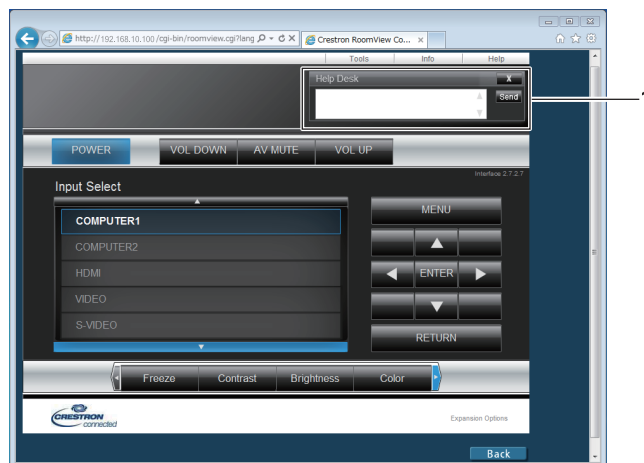 http://192.168.10.100/cgi-bin/roomview.cgi?lang
Crestron RoomView Co...
Tools Info Help
Help Desk X
Send
POWER VOL DOWN AV MUTE VOL UP
Interface 2.7.2.7
Input Select
COMPUTER1
COMPUTER2
HDMI
VIDEO
S-VIDEO
MENU
ENTER
RETURN
Freeze Contrast Brightness Color
CRESTRON
connected
Expansion Options
Back